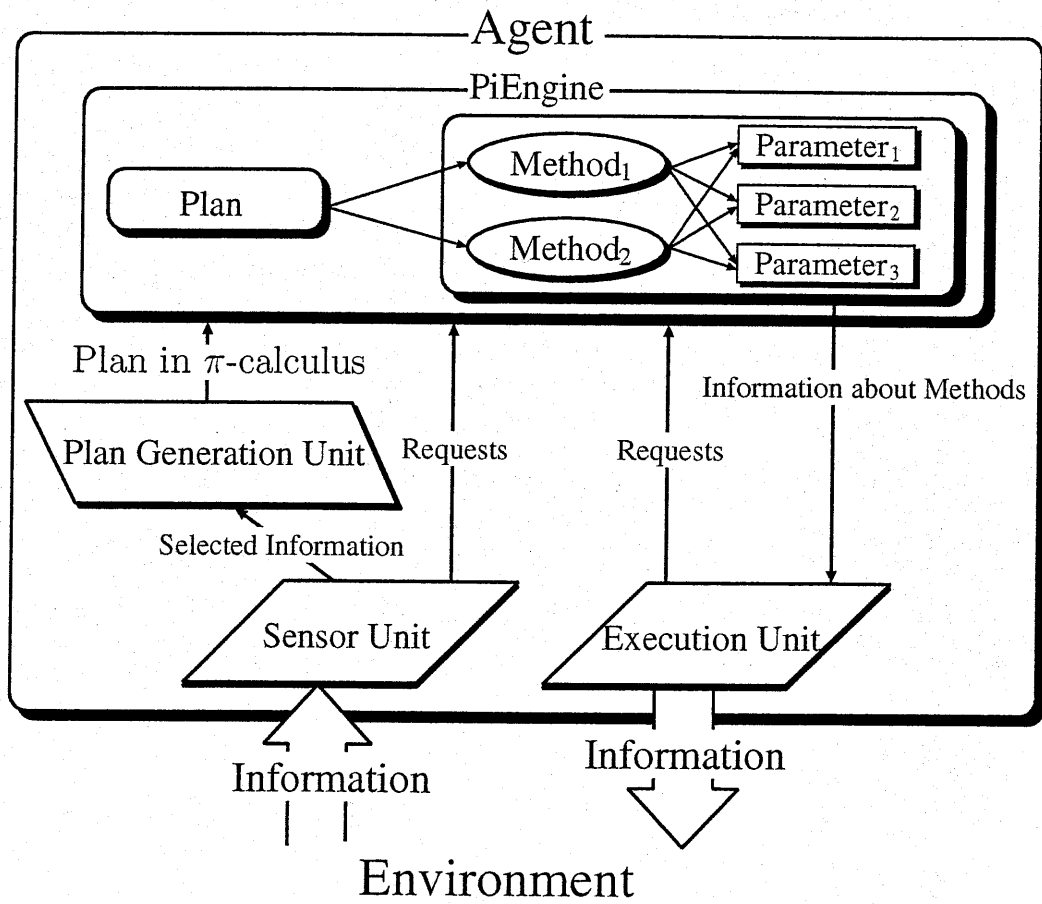 Agent
PiEngine
Plan
Method₁
Method₂
Parameter₁
Parameter₂
Parameter₃
Plan in π-calculus
Information about Methods
Plan Generation Unit
Requests
Requests
Selected Information
Sensor Unit
Execution Unit
Information
Information
Environment